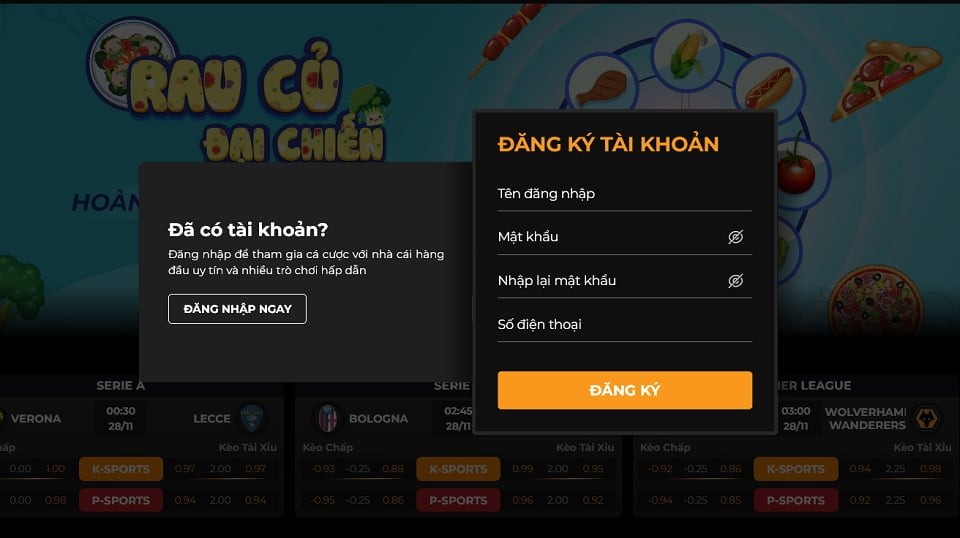 RAU CỦ
ĐẠI CHIẾN
Đã có tài khoản?
Đăng nhập để tham gia cá cược với nhà cái hàng
đầu uy tín và nhiều trò chơi hấp dẫn
ĐĂNG NHẬP NGAY
ĐĂNG KÝ TÀI KHOẢN
Tên đăng nhập
Mật khẩu
Nhập lại mật khẩu
Số điện thoại
ĐĂNG KÝ
SERIE A
VERONA 00:30 28/11 LECCE
Kèo Tài Xỉu
0.00 1.00 K-SPORTS 0.97 2.00 0.97
0.00 0.98 P-SPORTS 0.94 2.00 0.94
SERIE
BOLOGNA 02:45 28/11
Kèo Chấp Kèo Tài Xỉu
-0.93 -0.25 0.88 K-SPORTS 0.99 2.00 0.95
-0.95 -0.25 0.86 P-SPORTS 0.96 2.00 0.92
LEAGUE
03:00 28/11 WOLVERHAM
WANDERERS
Kèo Chấp Kèo Tài Xỉu
-0.92 -0.25 0.86 K-SPORTS 0.94 2.25 0.98
-0.94 -0.25 0.85 P-SPORTS 0.92 2.25 0.96